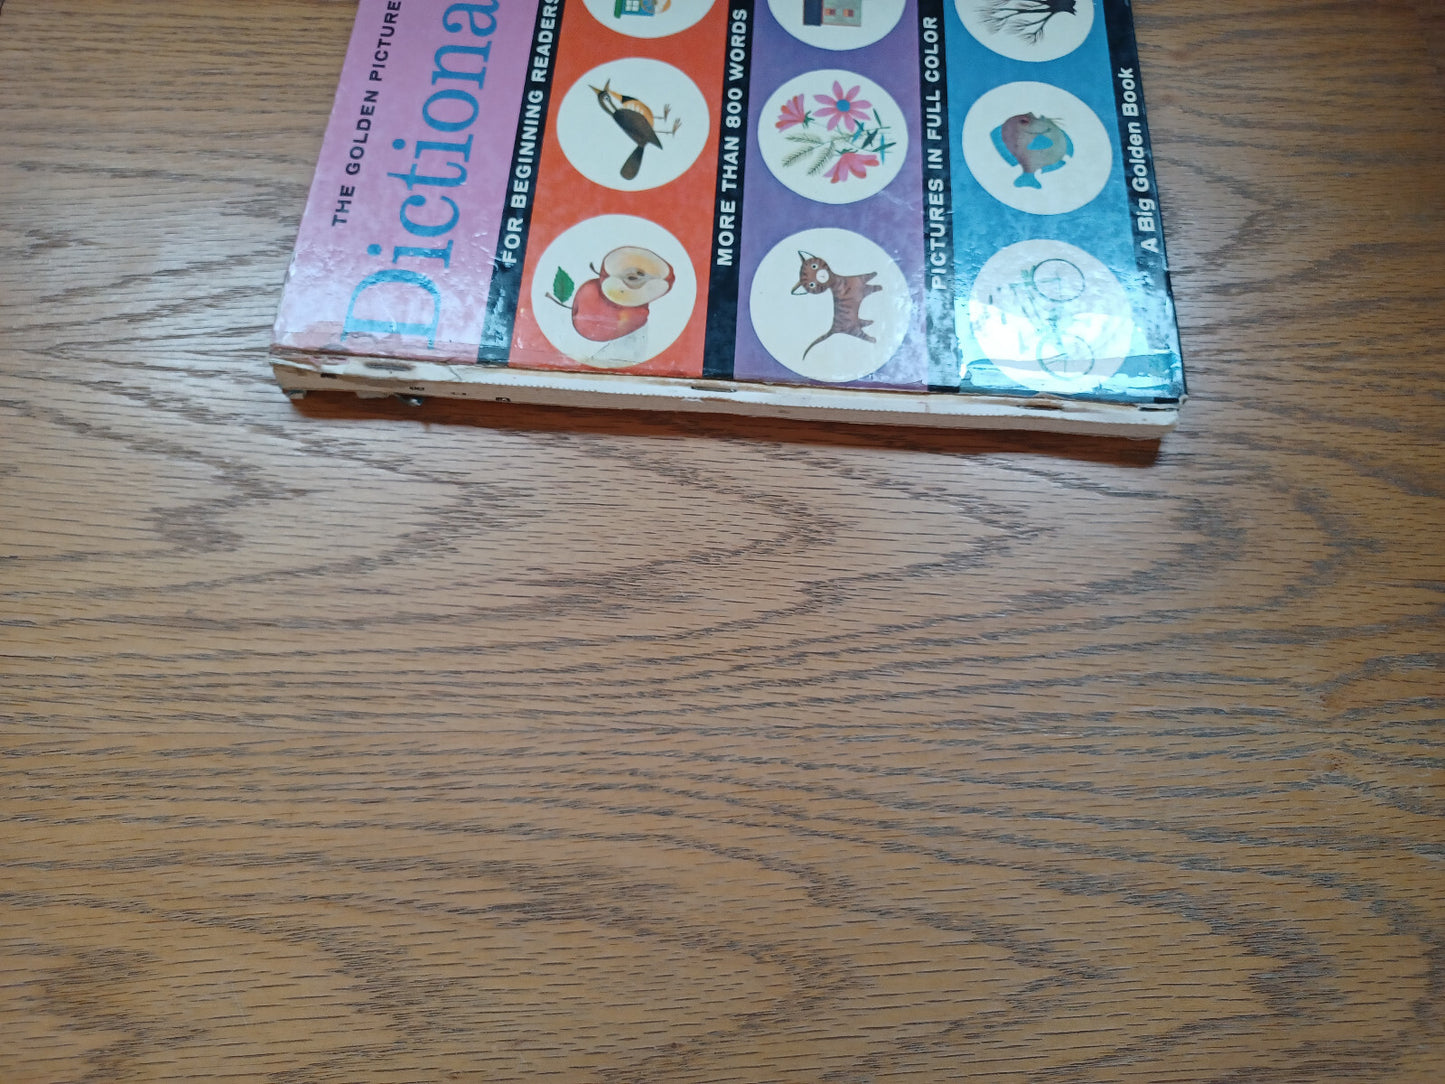 THE GOLDEN PICTURE
Dictiona
FOR BEGINNING READERS
MORE THAN 800 WORDS
PICTURES IN FULL COLOR
A Big Golden Book